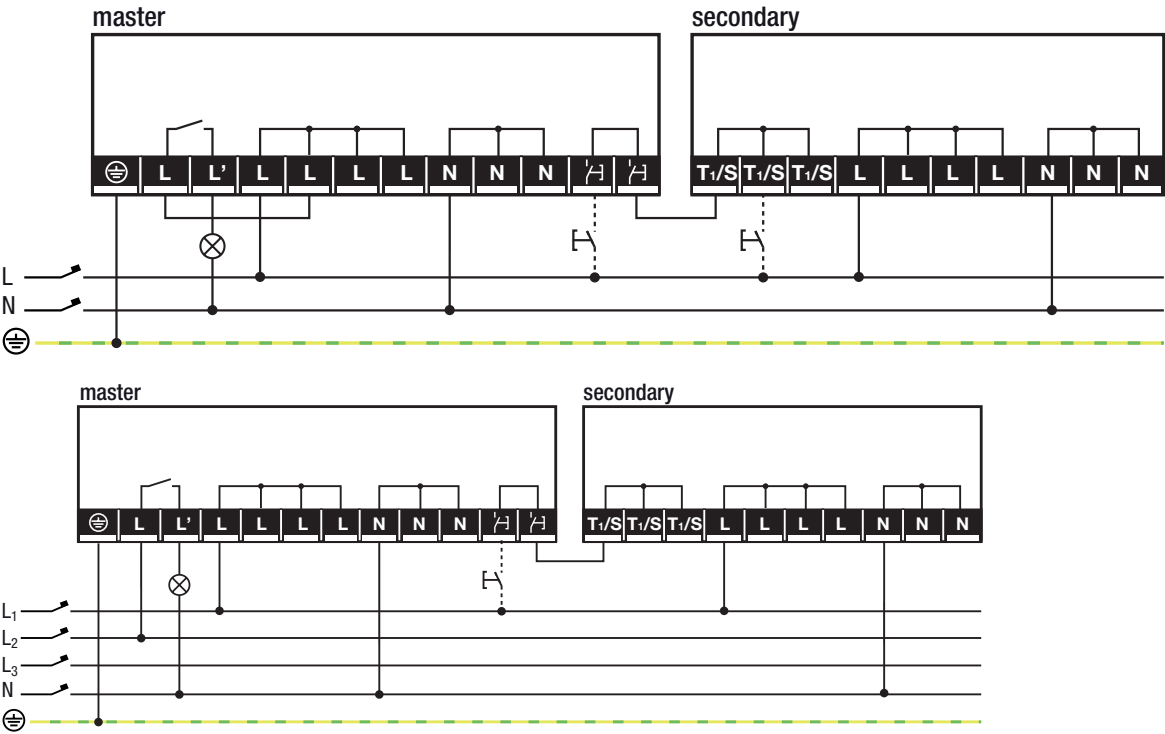 master secondary
L L' L L L L N N N T₁/S T₁/S T₁/S L L L L N N N
L
N
master secondary
L L' L L L L N N N T₁/S T₁/S T₁/S L L L L N N N
L₁
L₂
L₃
N